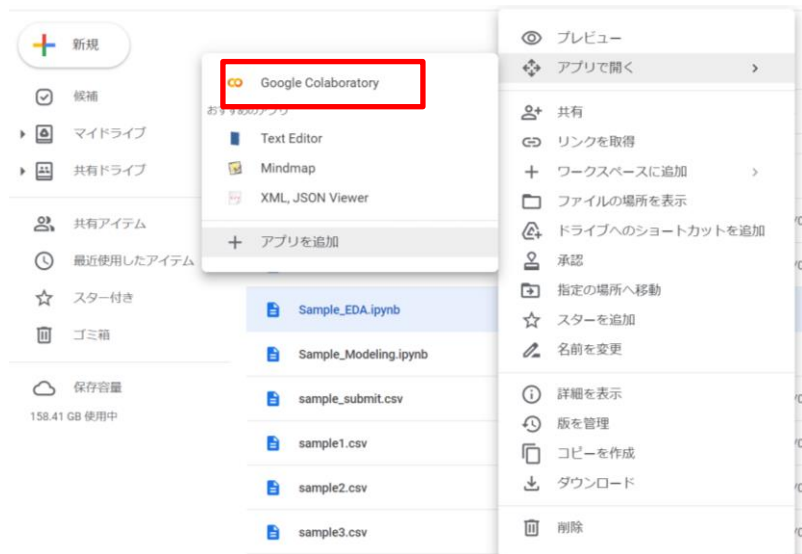 新規
候補
マイドライブ
共有ドライブ
共有アイテム
最近使用したアイテム
スター付き
ゴミ箱
保存容量
158.41 GB 使用中
Google Colaboratory
おすすめのアプリ
Text Editor
Mindmap
XML, JSON Viewer
アプリを追加
Sample_EDA.ipynb
Sample_Modeling.ipynb
sample_submit.csv
sample1.csv
sample2.csv
sample3.csv
プレビュー
アプリで開く
共有
リンクを取得
ワークスペースに追加
ファイルの場所を表示
ドライブへのショートカットを追加
承認
指定の場所へ移動
スターを追加
名前を変更
詳細を表示
版を管理
コピーを作成
ダウンロード
削除